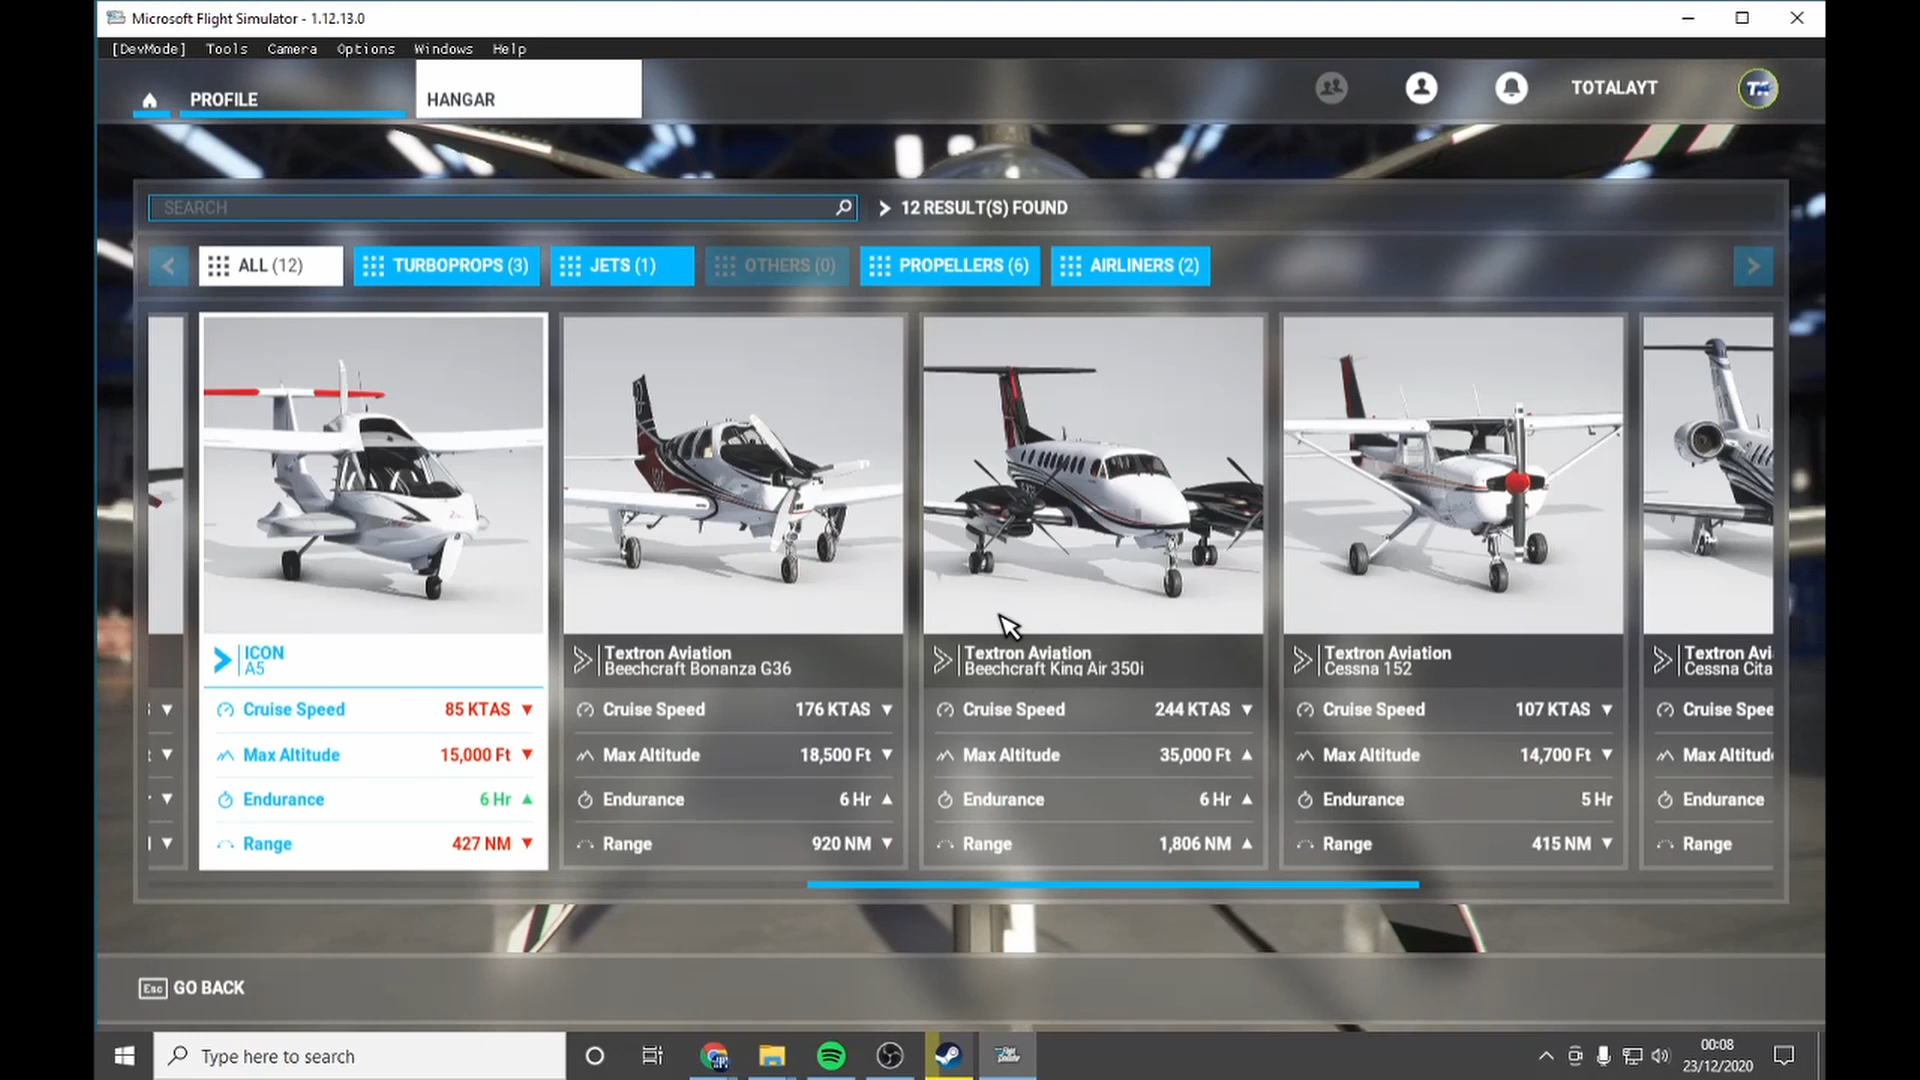 Microsoft Flight Simulator - 1.12.13.0
[DevMode] Tools Camera Options Windows Help
PROFILE
HANGAR
TOTALAYT
SEARCH
12 RESULT(S) FOUND
ALL (12)
TURBOPROPS (3)
JETS (1)
OTHERS (0)
PROPELLERS (6)
AIRLINERS (2)
ICON
A5
Cruise Speed 85 KTAS
Max Altitude 15,000 Ft
Endurance 6 Hr
Range 427 NM
Textron Aviation
Beechcraft Bonanza G36
Cruise Speed 176 KTAS
Max Altitude 18,500 Ft
Endurance 6 Hr
Range 920 NM
Textron Aviation
Beechcraft King Air 350i
Cruise Speed 244 KTAS
Max Altitude 35,000 Ft
Endurance 6 Hr
Range 1,806 NM
Textron Aviation
Cessna 152
Cruise Speed 107 KTAS
Max Altitude 14,700 Ft
Endurance 5 Hr
Range 415 NM
Textron Avi
Cessna Cita
Cruise Spee
Max Altitud
Endurance
Range
Esc GO BACK
Type here to search
00:08
23/12/2020